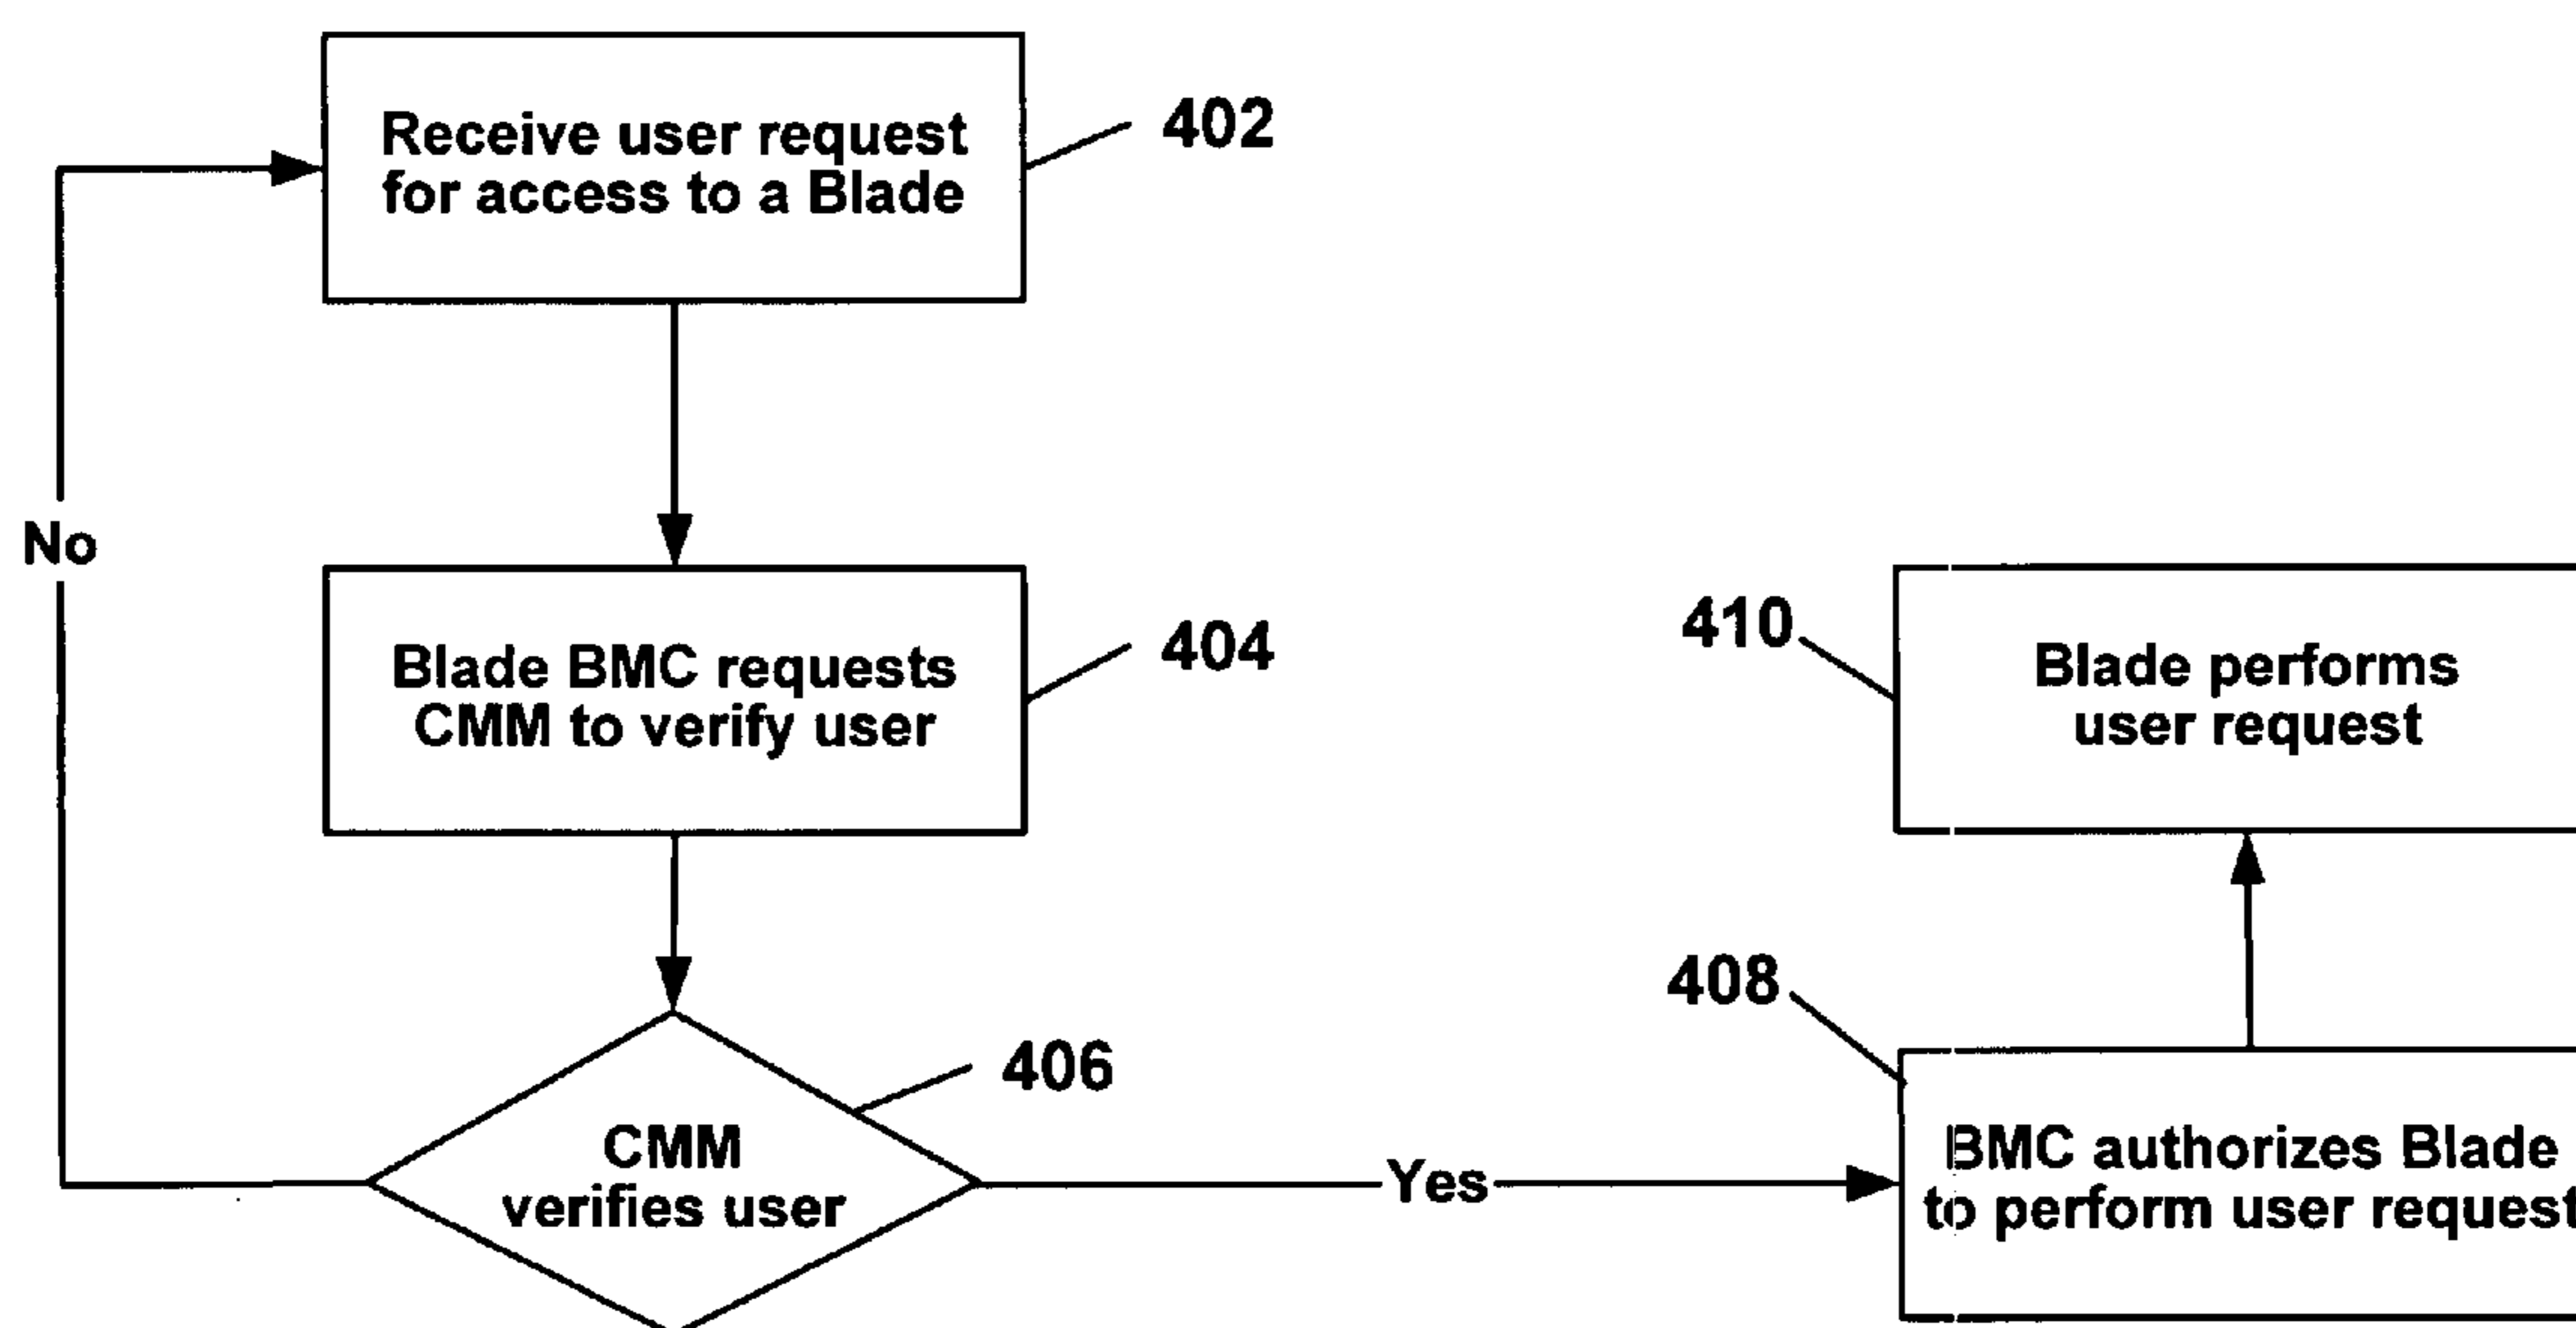 Receive user request
for access to a Blade
402
No
Blade BMC requests
CMM to verify user
404
410
Blade performs
user request
408
406
CMM
verifies user
Yes
BMC authorizes Blade
to perform user request